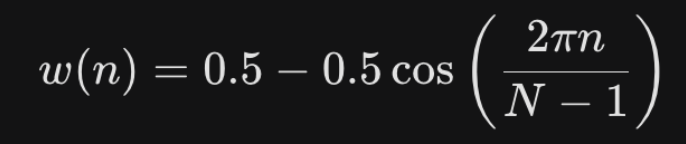 w(n) = 0.5 − 0.5 cos ( 2πn / N − 1 )